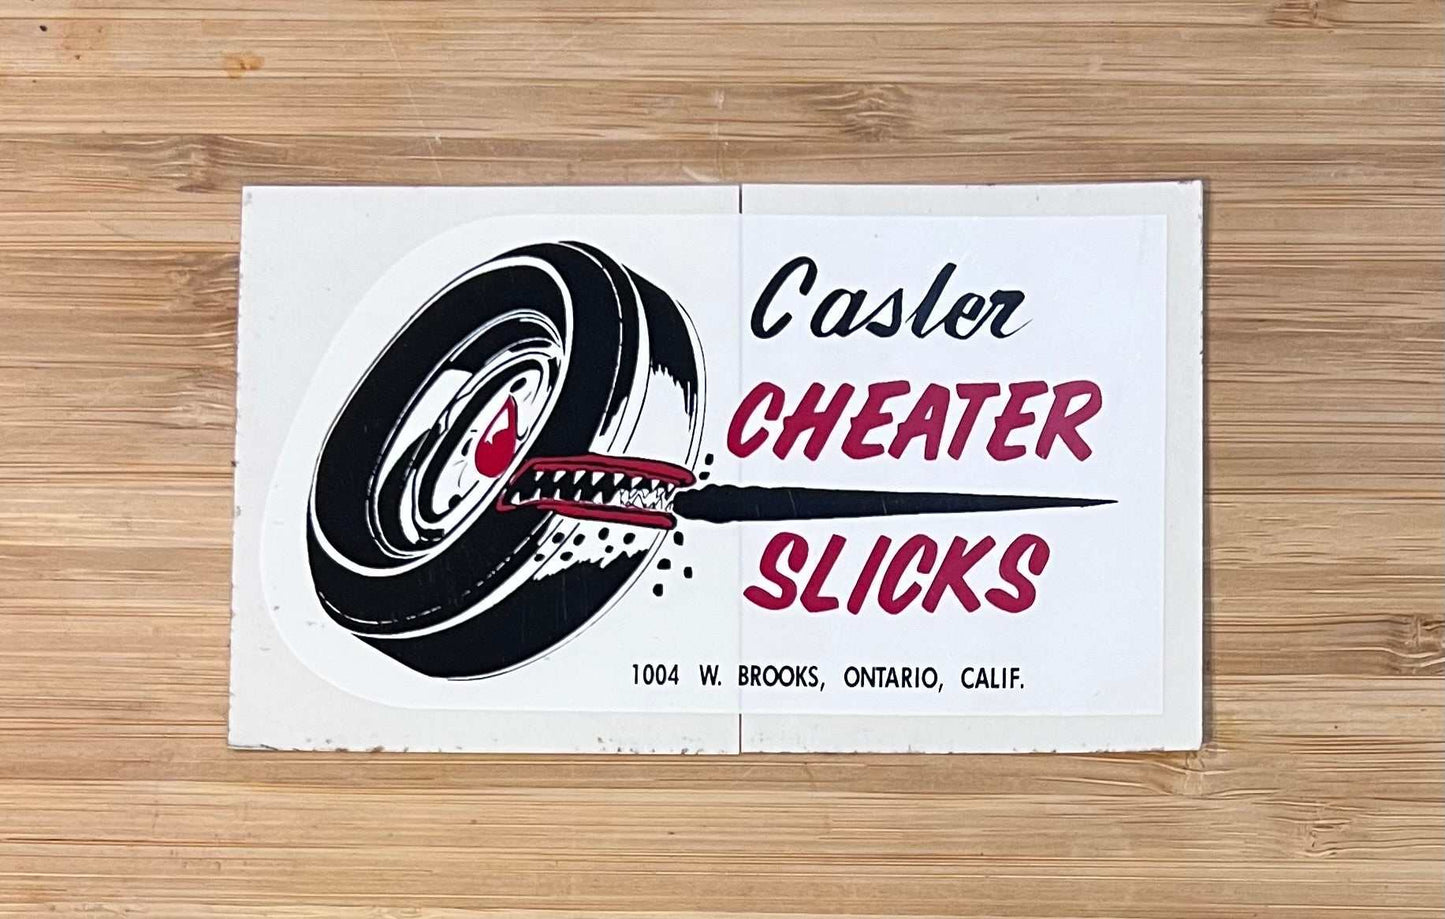 Casler
CHEATER
SLICKS
1004 W. BROOKS, ONTARIO, CALIF.